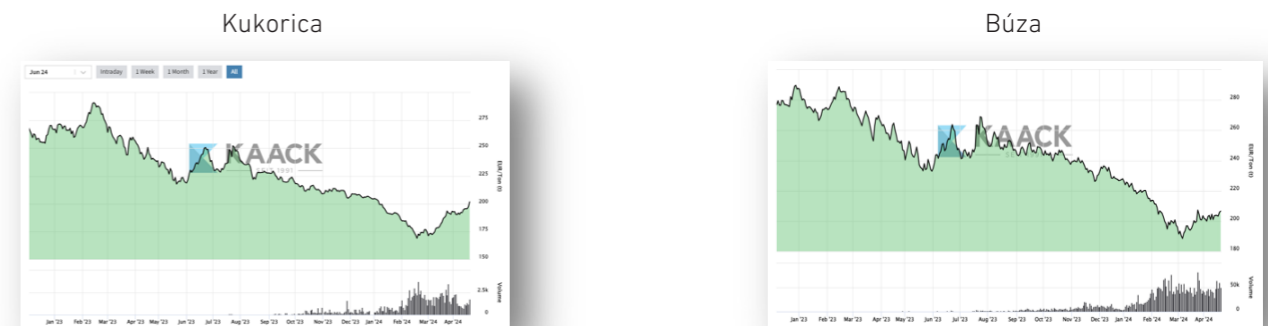 Kukorica
Búza
Jun 24 Intraday 1 Week 1 Month 1 Year All
KAACK
275
250
225
200
175
150
EUR/Ton (t)
2.5k
0
Volume
Jan '23 Feb '23 Mar '23 Apr '23 May '23 Jun '23 Jul '23 Aug '23 Sep '23 Oct '23 Nov '23 Dec '23 Jan '24 Feb '24 Mar '24 Apr '24
KAACK
280
260
240
220
200
180
EUR/Ton (t)
50k
0
Volume
Jan '23 Feb '23 Mar '23 Apr '23 May '23 Jun '23 Jul '23 Aug '23 Sep '23 Oct '23 Nov '23 Dec '23 Jan '24 Feb '24 Mar '24 Apr '24